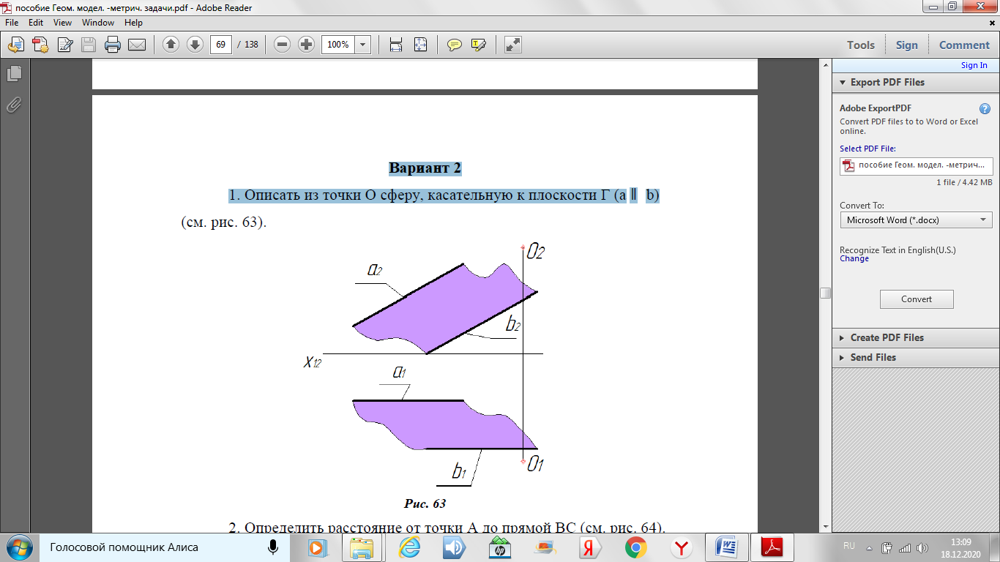 пособие Геом. модел. -метрич. задачи.pdf - Adobe Reader
File Edit View Window Help
69 / 138 100% Tools Sign Comment
Sign In
Export PDF Files
Adobe ExportPDF
Convert PDF files to to Word or Excel
online.
Select PDF File:
пособие Геом. модел. -метрич...
1 file / 4.42 MB
Convert To:
Microsoft Word (*.docx)
Recognize Text in English(U.S.)
Change
Convert
Create PDF Files
Send Files
Вариант 2
1. Описать из точки О сферу, касательную к плоскости Г (a ∥ b)
(см. рис. 63).
O2
a2
b2
X12
a1
O1
b1
Рис. 63
2. Определить расстояние от точки А до прямой ВС (см. рис. 64).
Голосовой помощник Алиса
RU
13:09
18.12.2020